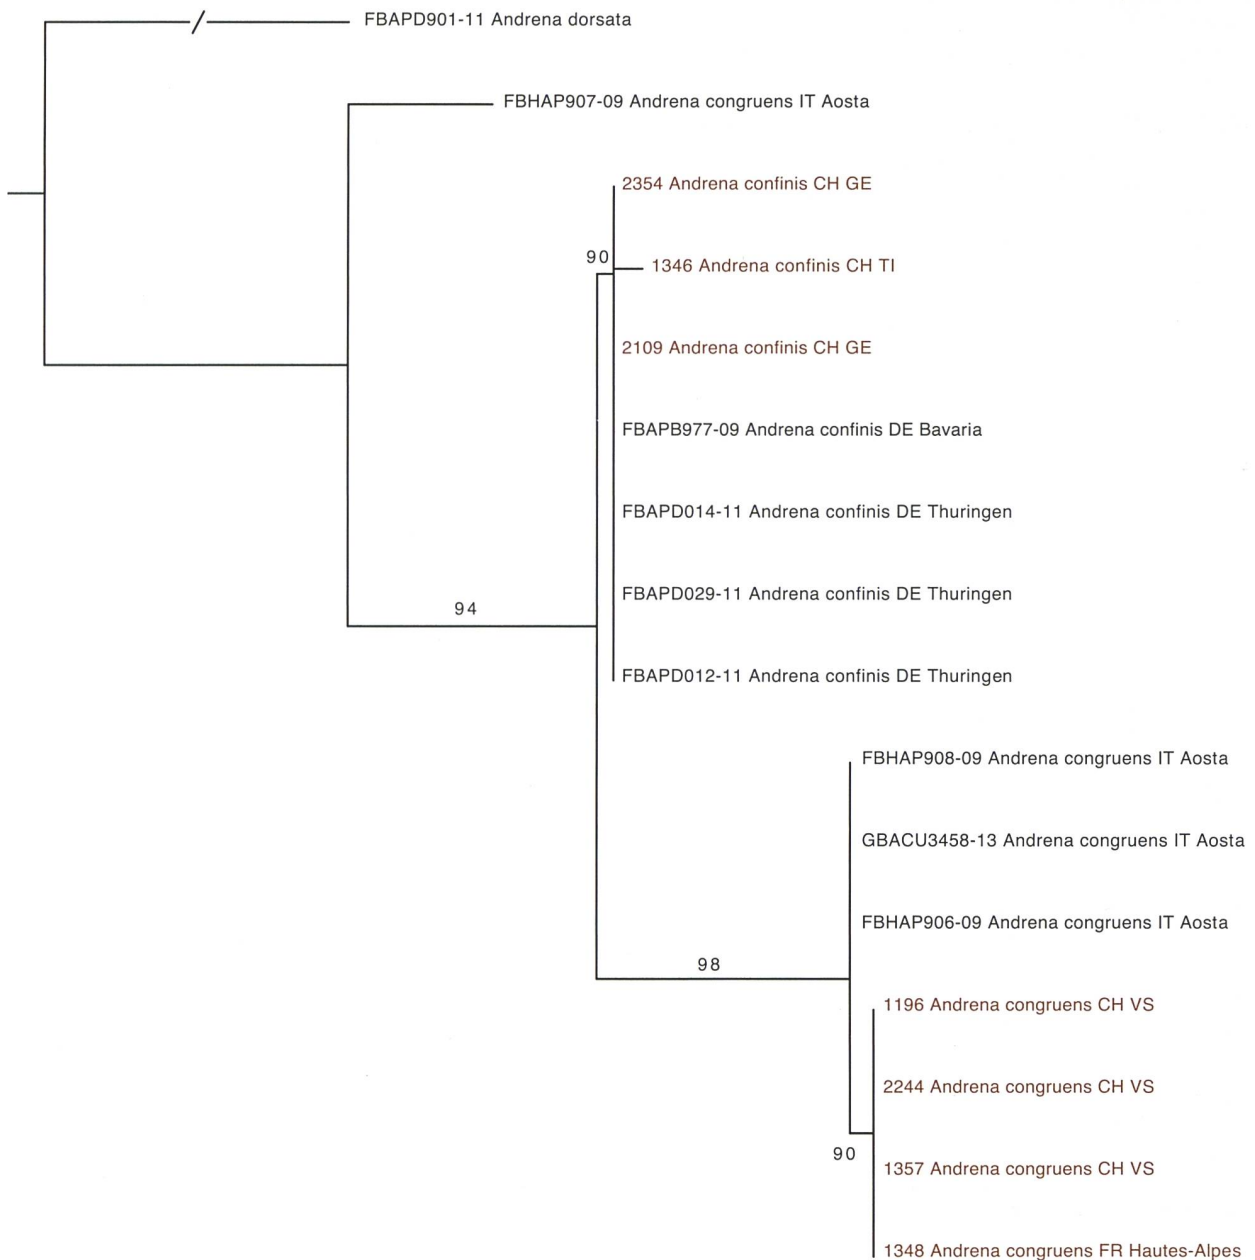 FBAPD901-11 Andrena dorsata
FBHAP907-09 Andrena congruens IT Aosta
2354 Andrena confinis CH GE
90
1346 Andrena confinis CH TI
2109 Andrena confinis CH GE
FBAPB977-09 Andrena confinis DE Bavaria
FBAPD014-11 Andrena confinis DE Thuringen
FBAPD029-11 Andrena confinis DE Thuringen
94
FBAPD012-11 Andrena confinis DE Thuringen
FBHAP908-09 Andrena congruens IT Aosta
GBACU3458-13 Andrena congruens IT Aosta
FBHAP906-09 Andrena congruens IT Aosta
98
1196 Andrena congruens CH VS
2244 Andrena congruens CH VS
90
1357 Andrena congruens CH VS
1348 Andrena congruens FR Hautes-Alpes